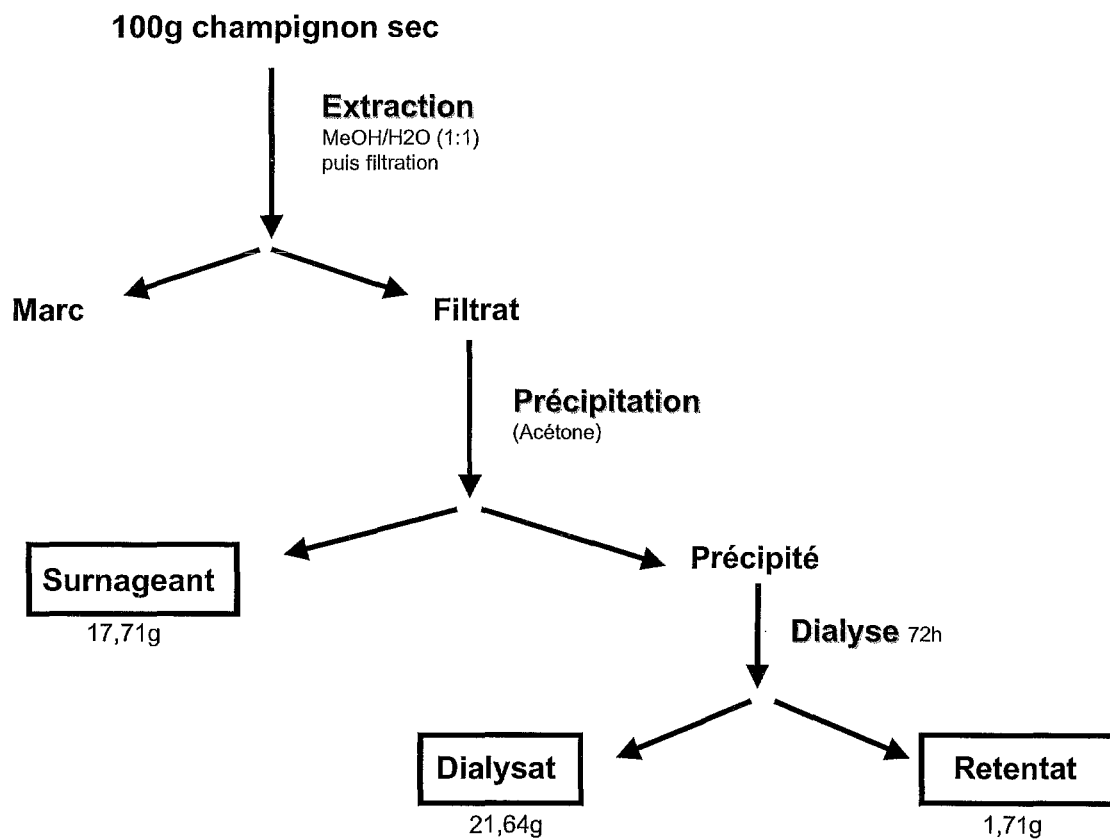 100g champignon sec
Extraction
MeOH/H2O (1:1)
puis filtration
Marc
Filtrat
Précipitation
(Acétone)
Surnageant
17,71g
Précipité
Dialyse 72h
Dialysat
21,64g
Retentat
1,71g